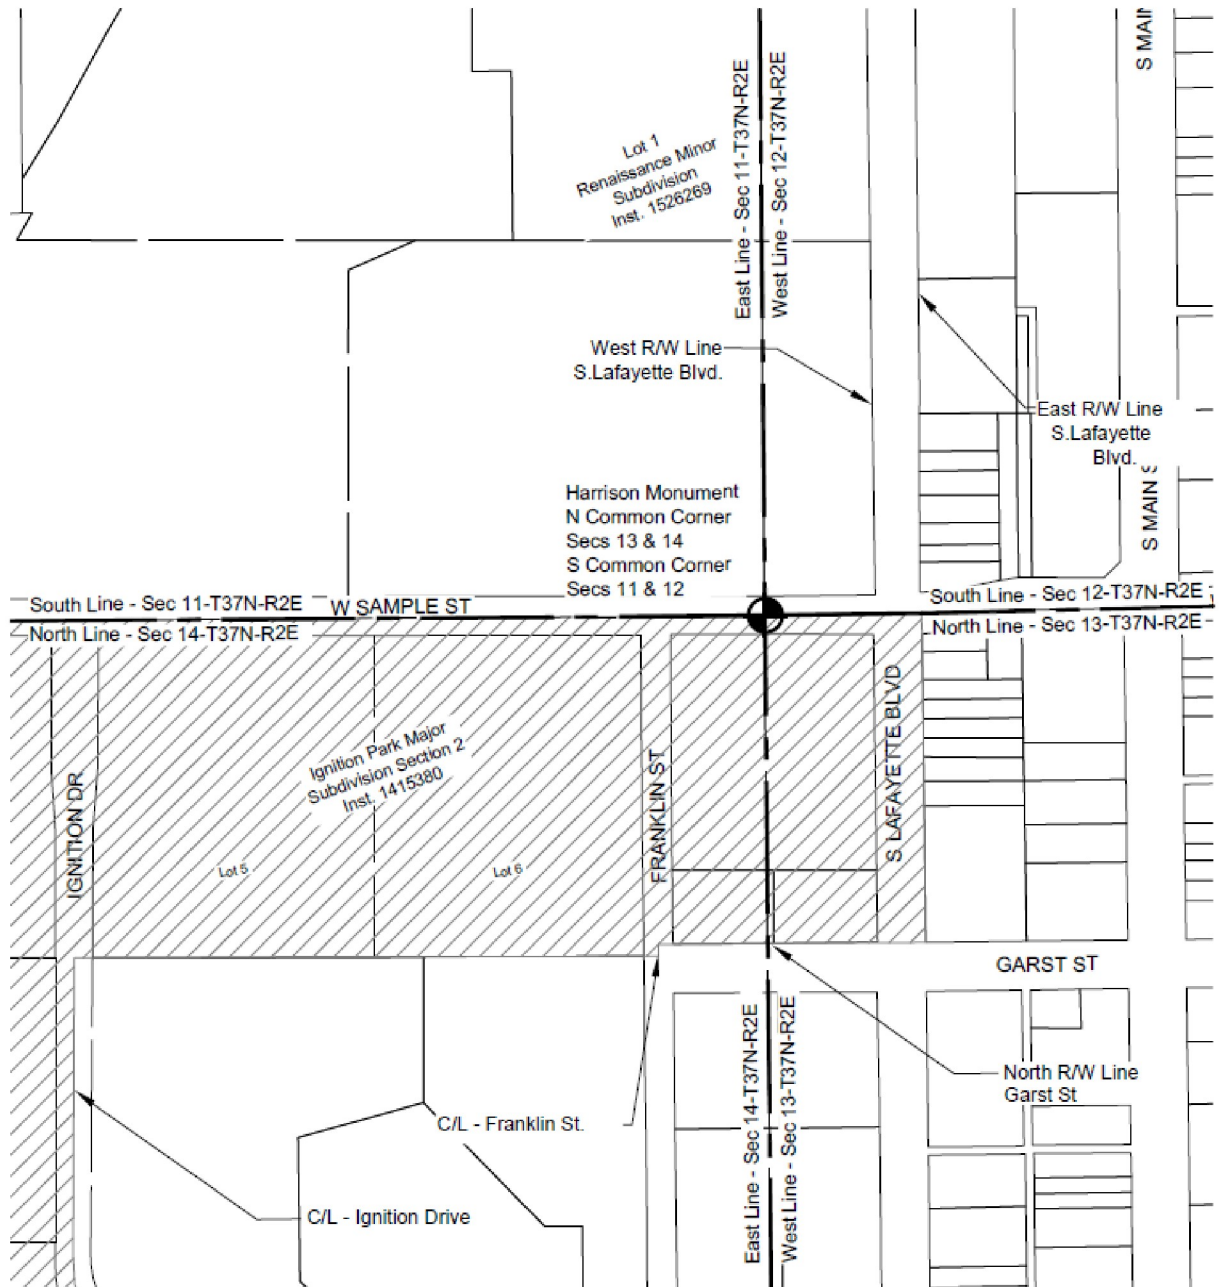 S MAIN
East Line - Sec 11-T37N-R2E
West Line - Sec 12-T37N-R2E
Lot 1
Renaissance Minor
Subdivision
Inst. 1526269
West R/W Line
S.Lafayette Blvd.
East R/W Line
S.Lafayette
Blvd.
S MAIN S
Harrison Monument
N Common Corner
Secs 13 & 14
S Common Corner
Secs 11 & 12
South Line - Sec 11-T37N-R2E
W SAMPLE ST
South Line - Sec 12-T37N-R2E
North Line - Sec 14-T37N-R2E
North Line - Sec 13-T37N-R2E
Ignition Park Major
Subdivision Section 2
Inst. 1415380
IGNITION DR
FRANKLIN ST
S LAFAYETTE BLVD
Lot 5
Lot 6
GARST ST
East Line - Sec 14-T37N-R2E
West Line - Sec 13-T37N-R2E
North R/W Line
Garst St
C/L - Franklin St.
C/L - Ignition Drive